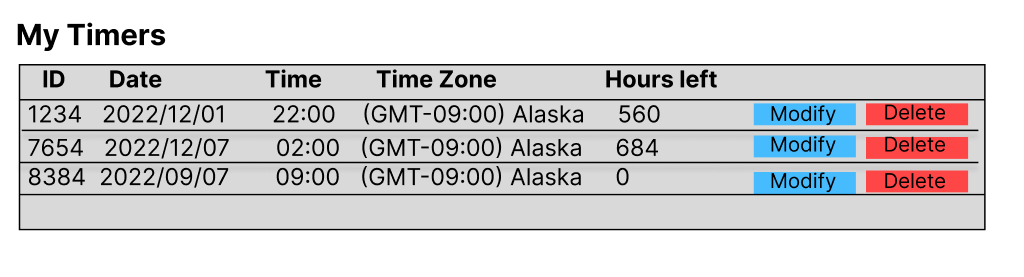 My Timers
ID Date Time Time Zone Hours left
1234 2022/12/01 22:00 (GMT-09:00) Alaska 560 Modify Delete
7654 2022/12/07 02:00 (GMT-09:00) Alaska 684 Modify Delete
8384 2022/09/07 09:00 (GMT-09:00) Alaska 0 Modify Delete